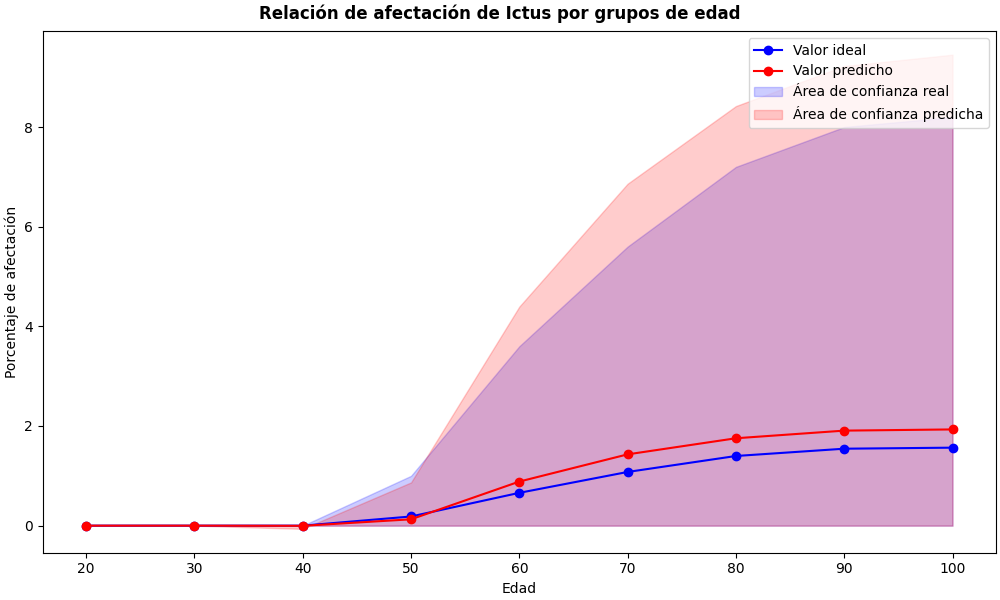 Relación de afectación de Ictus por grupos de edad
Valor ideal
Valor predicho
Área de confianza real
Área de confianza predicha
Porcentaje de afectación
8
6
4
2
0
20 30 40 50 60 70 80 90 100
Edad